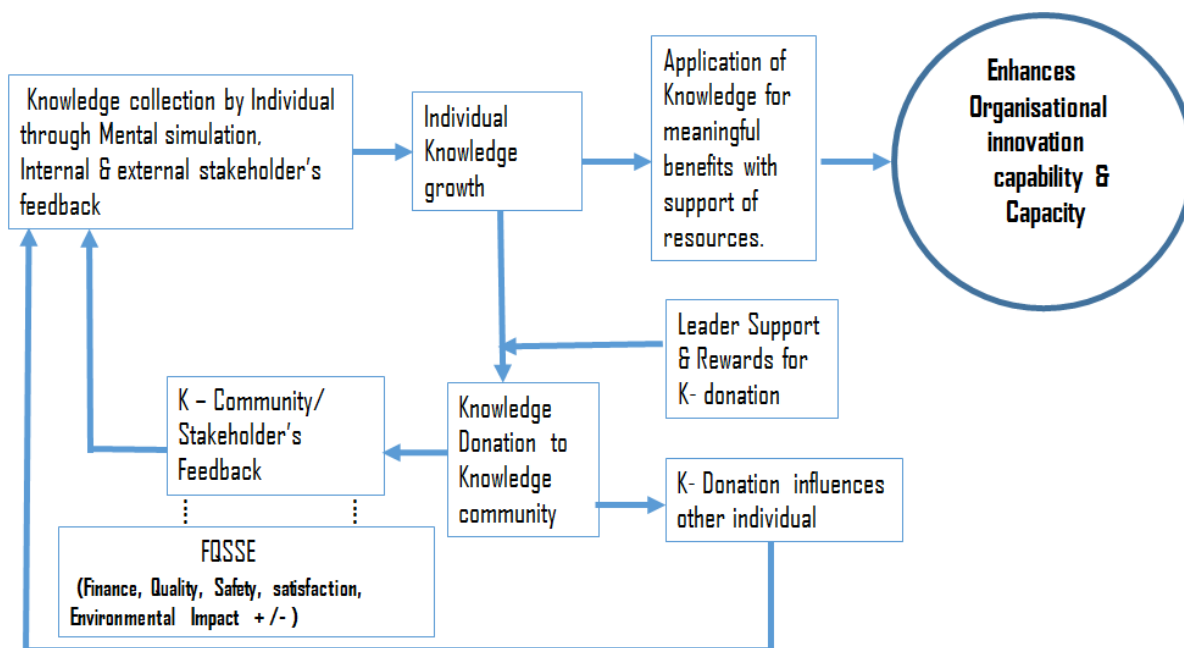 Knowledge collection by Individual
through Mental simulation,
Internal & external stakeholder's
feedback
Individual
Knowledge
growth
Application of
Knowledge for
meaningful
benefits with
support of
resources.
Enhances
Organisational
innovation
capability &
Capacity
Leader Support
& Rewards for
K- donation
K – Community/
Stakeholder's
Feedback
Knowledge
Donation to
Knowledge
community
K- Donation influences
other individual
FQSSE
(Finance, Quality, Safety, satisfaction,
Environmental Impact + /- )